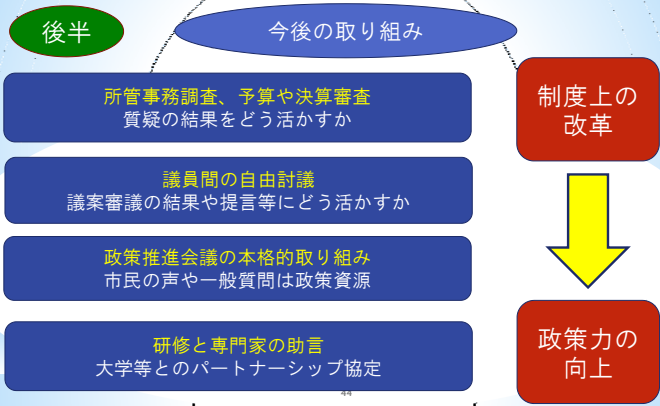 後半
今後の取り組み
所管事務調査、予算や決算審査
質疑の結果をどう活かすか
制度上の
改革
議員間の自由討議
議案審議の結果や提言等にどう活かすか
政策推進会議の本格的取り組み
市民の声や一般質問は政策資源
研修と専門家の助言
大学等とのパートナーシップ協定
政策力の
向上
44